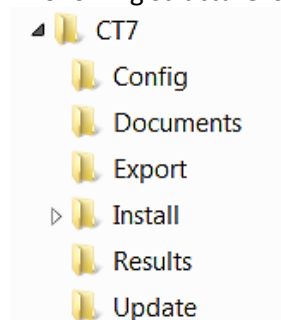 CT7
Config
Documents
Export
Install
Results
Update